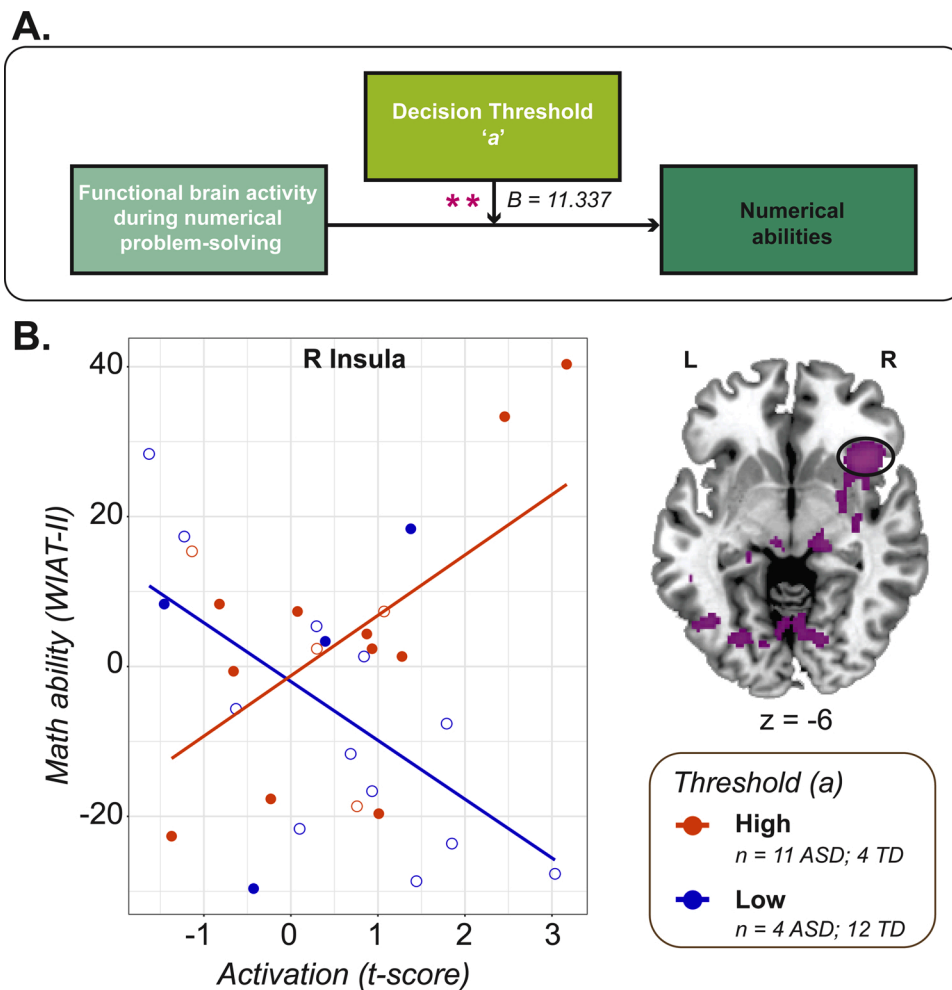 A.
Decision Threshold
‘a’
Functional brain activity
during numerical
problem-solving
** B = 11.337
Numerical
abilities
B.
R Insula
40
20
0
-20
Math ability (WIAT-II)
-1 0 1 2 3
Activation (t-score)
L R
z = -6
Threshold (a)
High
n = 11 ASD; 4 TD
Low
n = 4 ASD; 12 TD